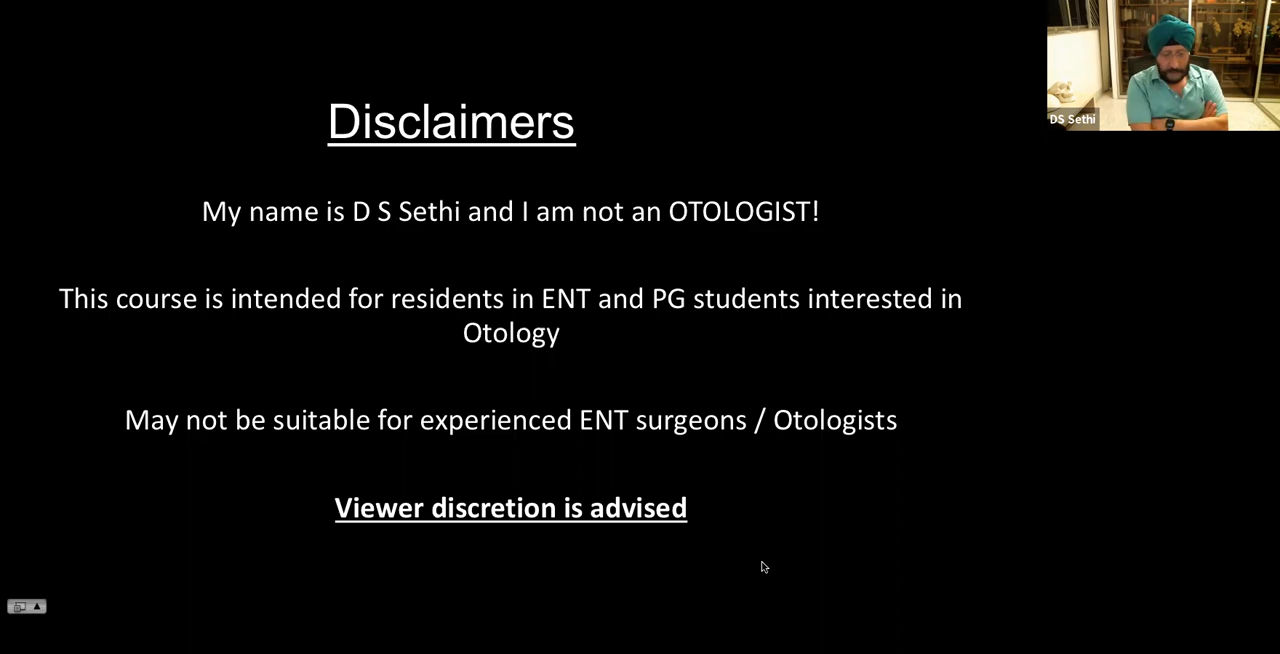 Disclaimers
My name is D S Sethi and I am not an OTOLOGIST!
This course is intended for residents in ENT and PG students interested in
Otology
May not be suitable for experienced ENT surgeons / Otologists
Viewer discretion is advised
DS Sethi